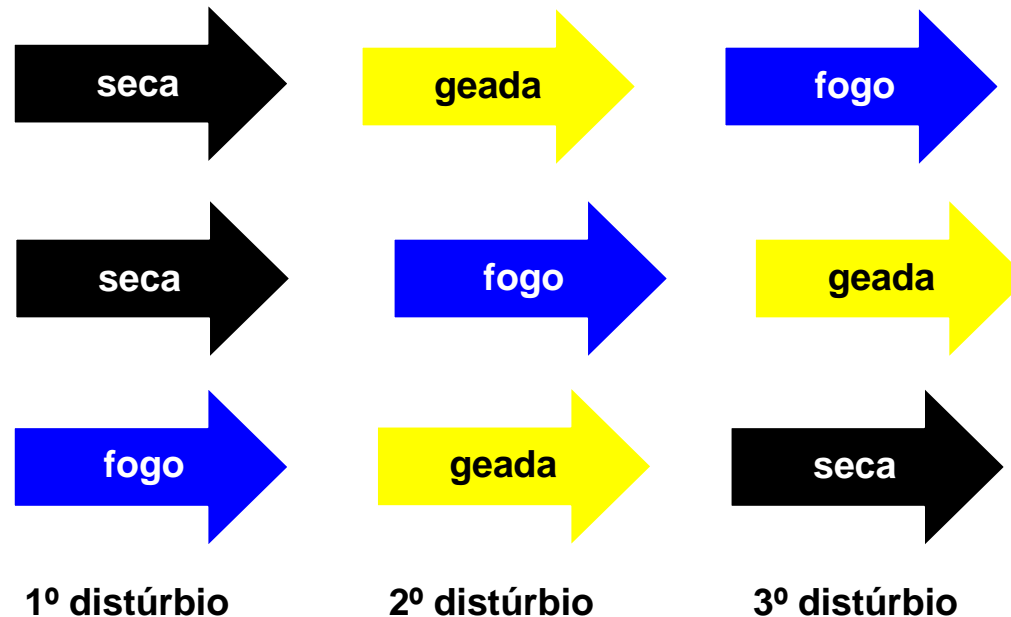 seca geada fogo
seca fogo geada
fogo geada seca
1º distúrbio 2º distúrbio 3º distúrbio